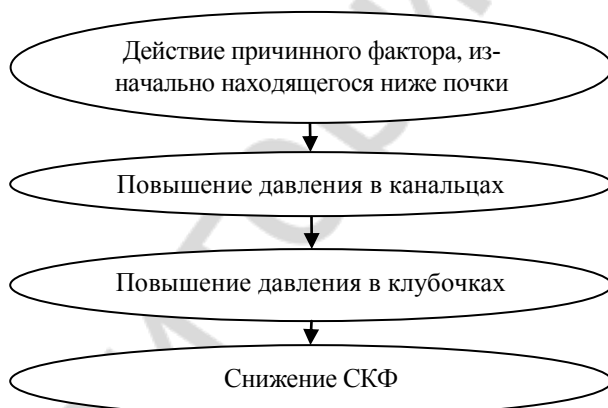 Действие причинного фактора, из-
начально находящегося ниже почки
Повышение давления в канальцах
Повышение давления в клубочках
Снижение СКФ